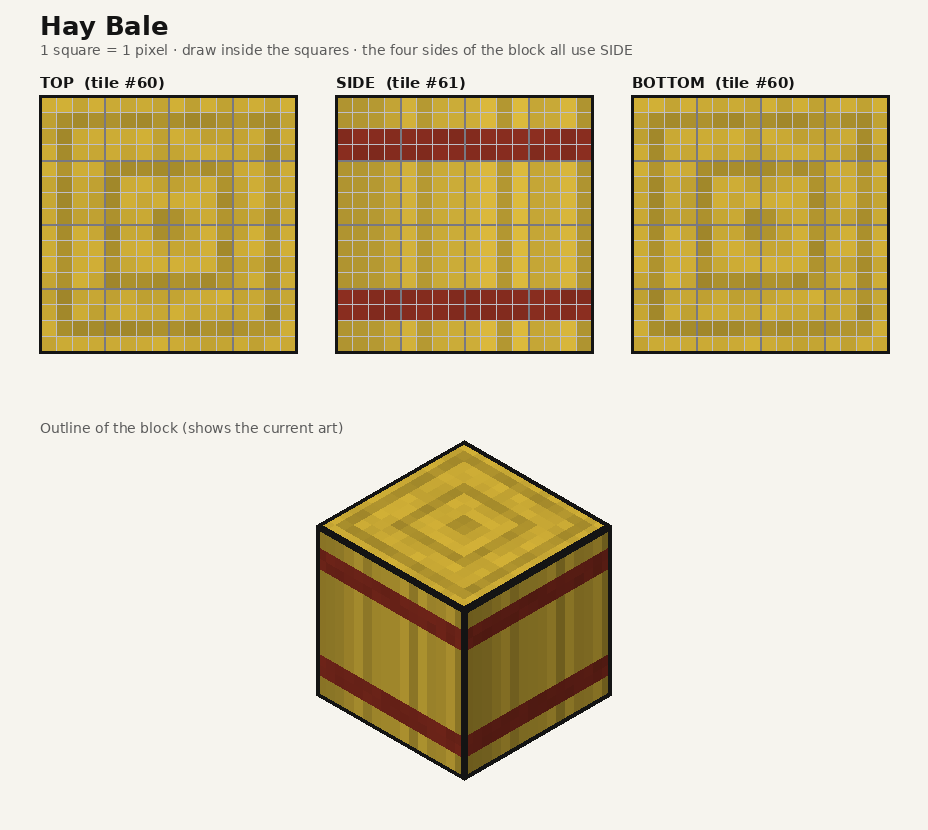 Hay Bale
1 square = 1 pixel · draw inside the squares · the four sides of the block all use SIDE
TOP (tile #60)
SIDE (tile #61)
BOTTOM (tile #60)
Outline of the block (shows the current art)